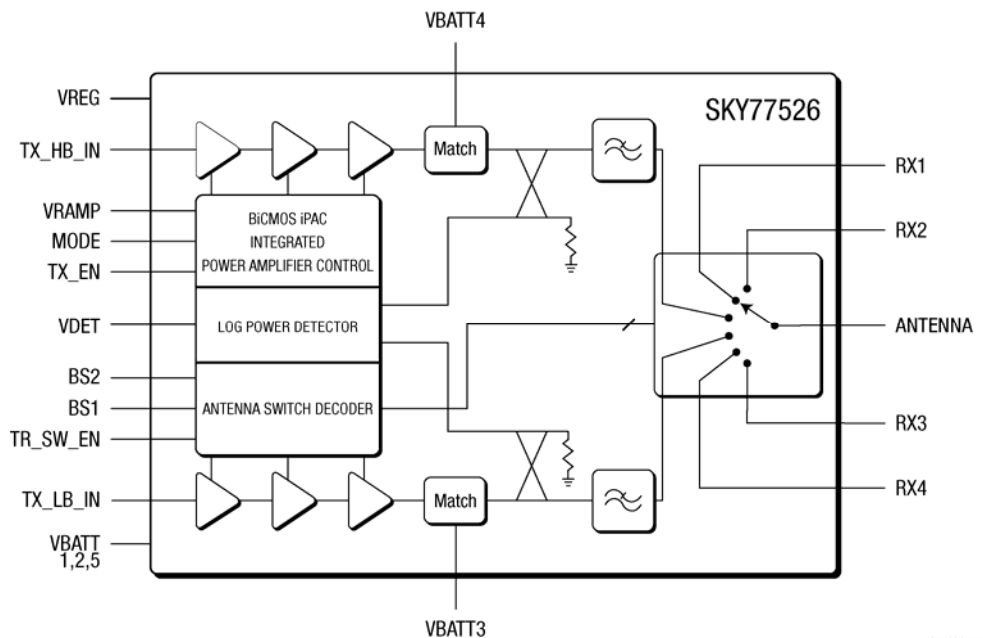 VBATT4
SKY77526
VREG
TX_HB_IN
Match
VRAMP
MODE
TX_EN
BiCMOS iPAC
INTEGRATED
POWER AMPLIFIER CONTROL
VDET
LOG POWER DETECTOR
BS2
BS1
TR_SW_EN
ANTENNA SWITCH DECODER
TX_LB_IN
Match
VBATT
1,2,5
VBATT3
RX1
RX2
ANTENNA
RX3
RX4